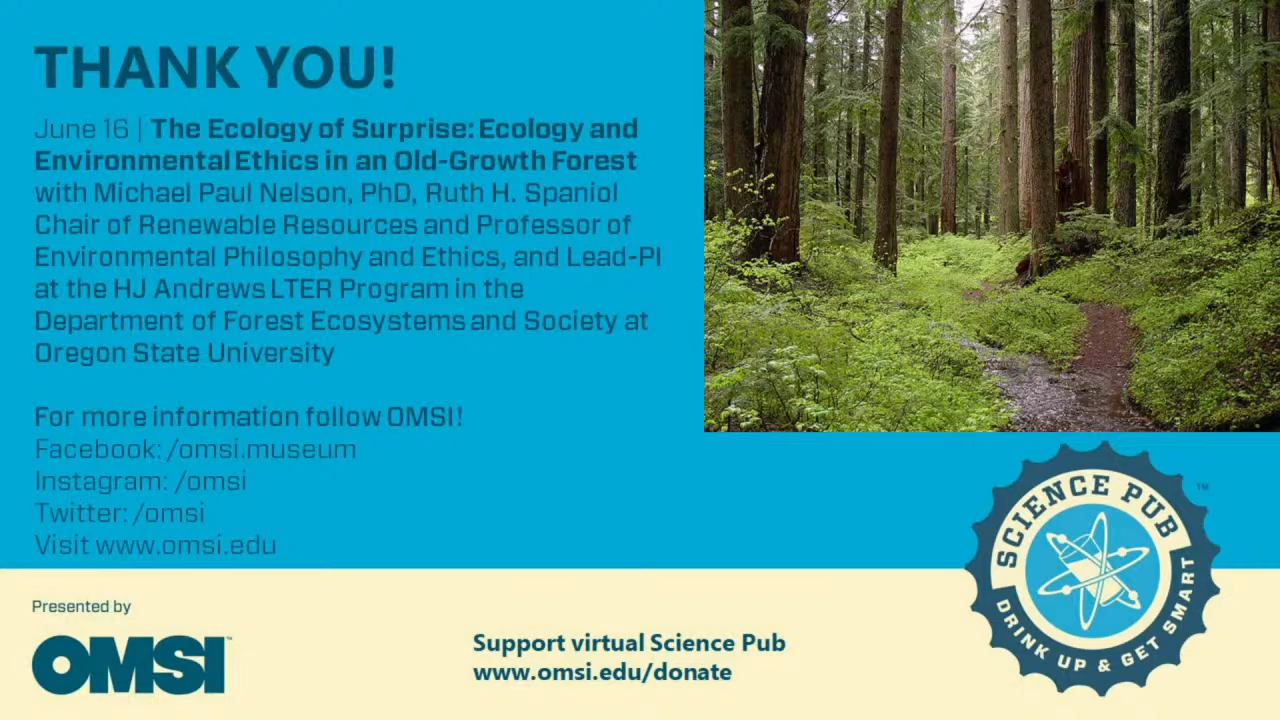 THANK YOU!
June 16 | The Ecology of Surprise: Ecology and
Environmental Ethics in an Old-Growth Forest
with Michael Paul Nelson, PhD, Ruth H. Spaniol
Chair of Renewable Resources and Professor of
Environmental Philosophy and Ethics, and Lead-PI
at the HJ Andrews LTER Program in the
Department of Forest Ecosystems and Society at
Oregon State University
For more information follow OMSI!
Facebook: /omsi.museum
Instagram: /omsi
Twitter: /omsi
Visit www.omsi.edu
SCIENCE PUB
TM
DRINK UP & GET SMART
Presented by
OMSI™
Support virtual Science Pub
www.omsi.edu/donate